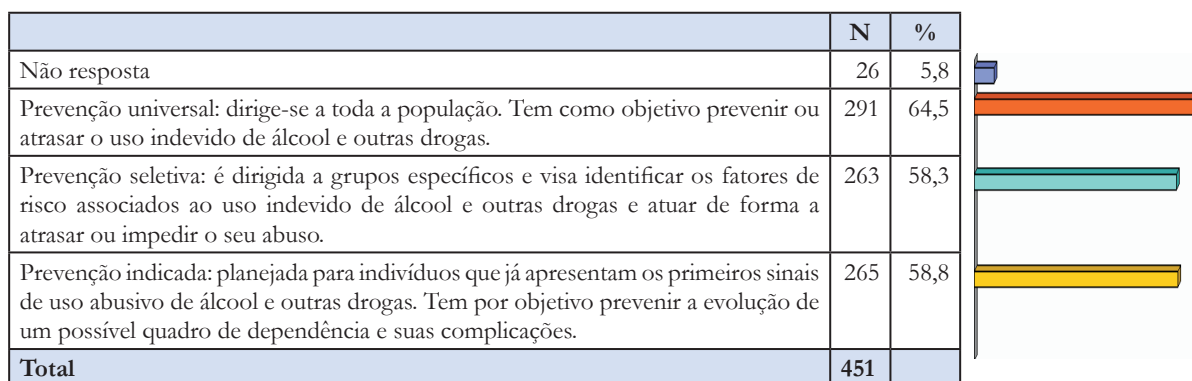 N %
Não resposta 26 5,8
Prevenção universal: dirige-se a toda a população. Tem como objetivo prevenir ou 291 64,5
atrasar o uso indevido de álcool e outras drogas.
Prevenção seletiva: é dirigida a grupos específicos e visa identificar os fatores de 263 58,3
risco associados ao uso indevido de álcool e outras drogas e atuar de forma a
atrasar ou impedir o seu abuso.
Prevenção indicada: planejada para indivíduos que já apresentam os primeiros sinais 265 58,8
de uso abusivo de álcool e outras drogas. Tem por objetivo prevenir a evolução de
um possível quadro de dependência e suas complicações.
Total 451